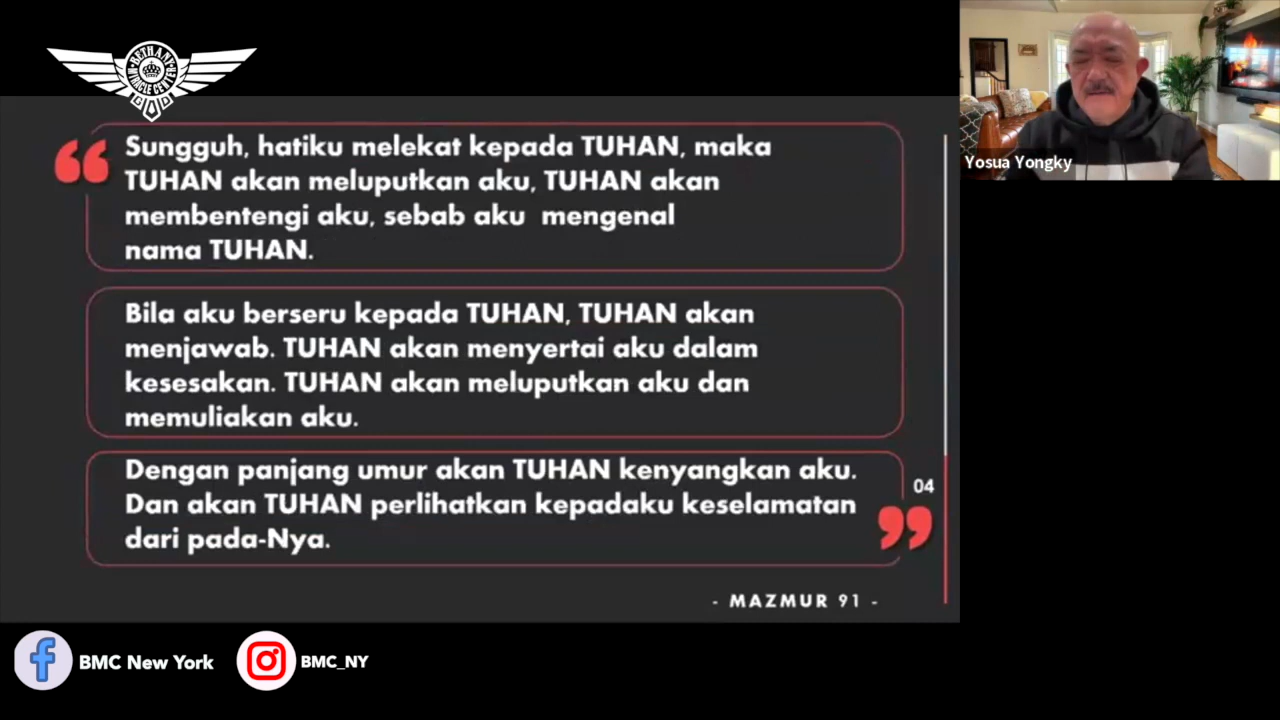 BETHANY
MIRACLE CENTER
Yosua Yongky
Sungguh, hatiku melekat kepada TUHAN, maka
TUHAN akan meluputkan aku, TUHAN akan
membentengi aku, sebab aku mengenal
nama TUHAN.
Bila aku berseru kepada TUHAN, TUHAN akan
menjawab. TUHAN akan menyertai aku dalam
kesesakan. TUHAN akan meluputkan aku dan
memuliakan aku.
Dengan panjang umur akan TUHAN kenyangkan aku.
Dan akan TUHAN perlihatkan kepadaku keselamatan
dari pada-Nya.
04
- MAZMUR 91 -
BMC New York
BMC_NY